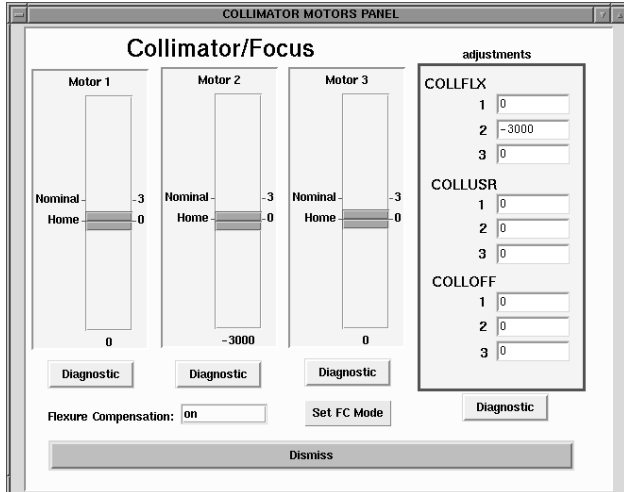 COLLIMATOR MOTORS PANEL
Collimator/Focus
adjustments
Motor 1
Nominal
3
Home
0
0
Diagnostic
Motor 2
Nominal
3
Home
0
-3000
Diagnostic
Motor 3
Nominal
3
Home
0
0
Diagnostic
COLLFLX
1 0
2 -3000
3 0
COLLUSR
1 0
2 0
3 0
COLLOFF
1 0
2 0
3 0
Diagnostic
Flexure Compensation: on
Set FC Mode
Dismiss